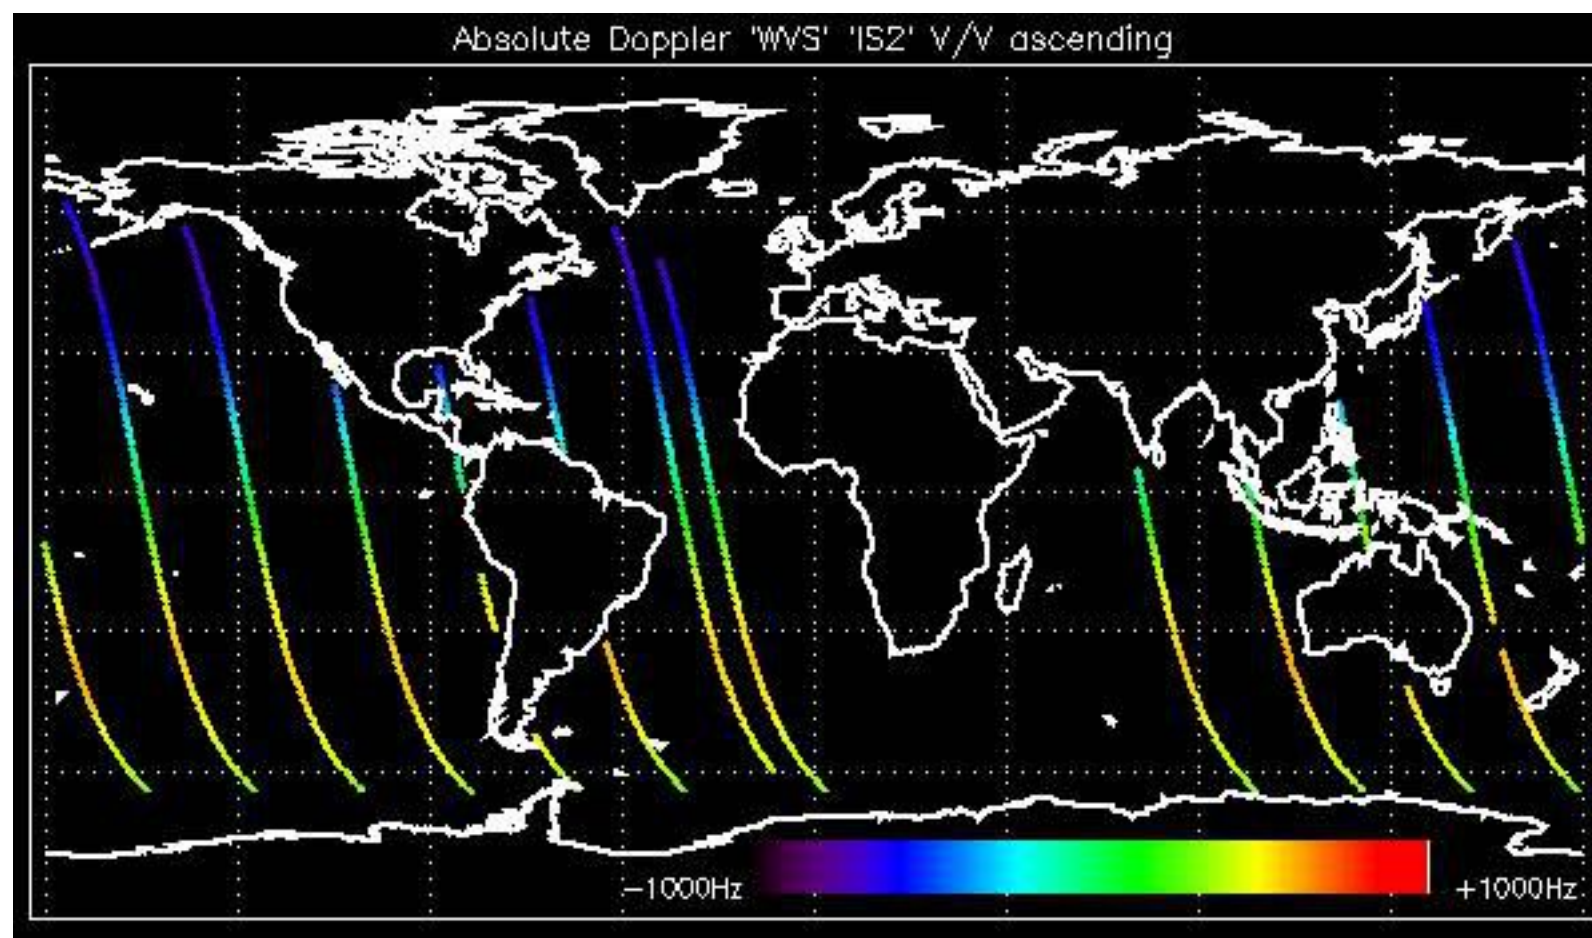 Absolute Doppler 'WVS' 'IS2' V/V ascending
-1000Hz +1000Hz